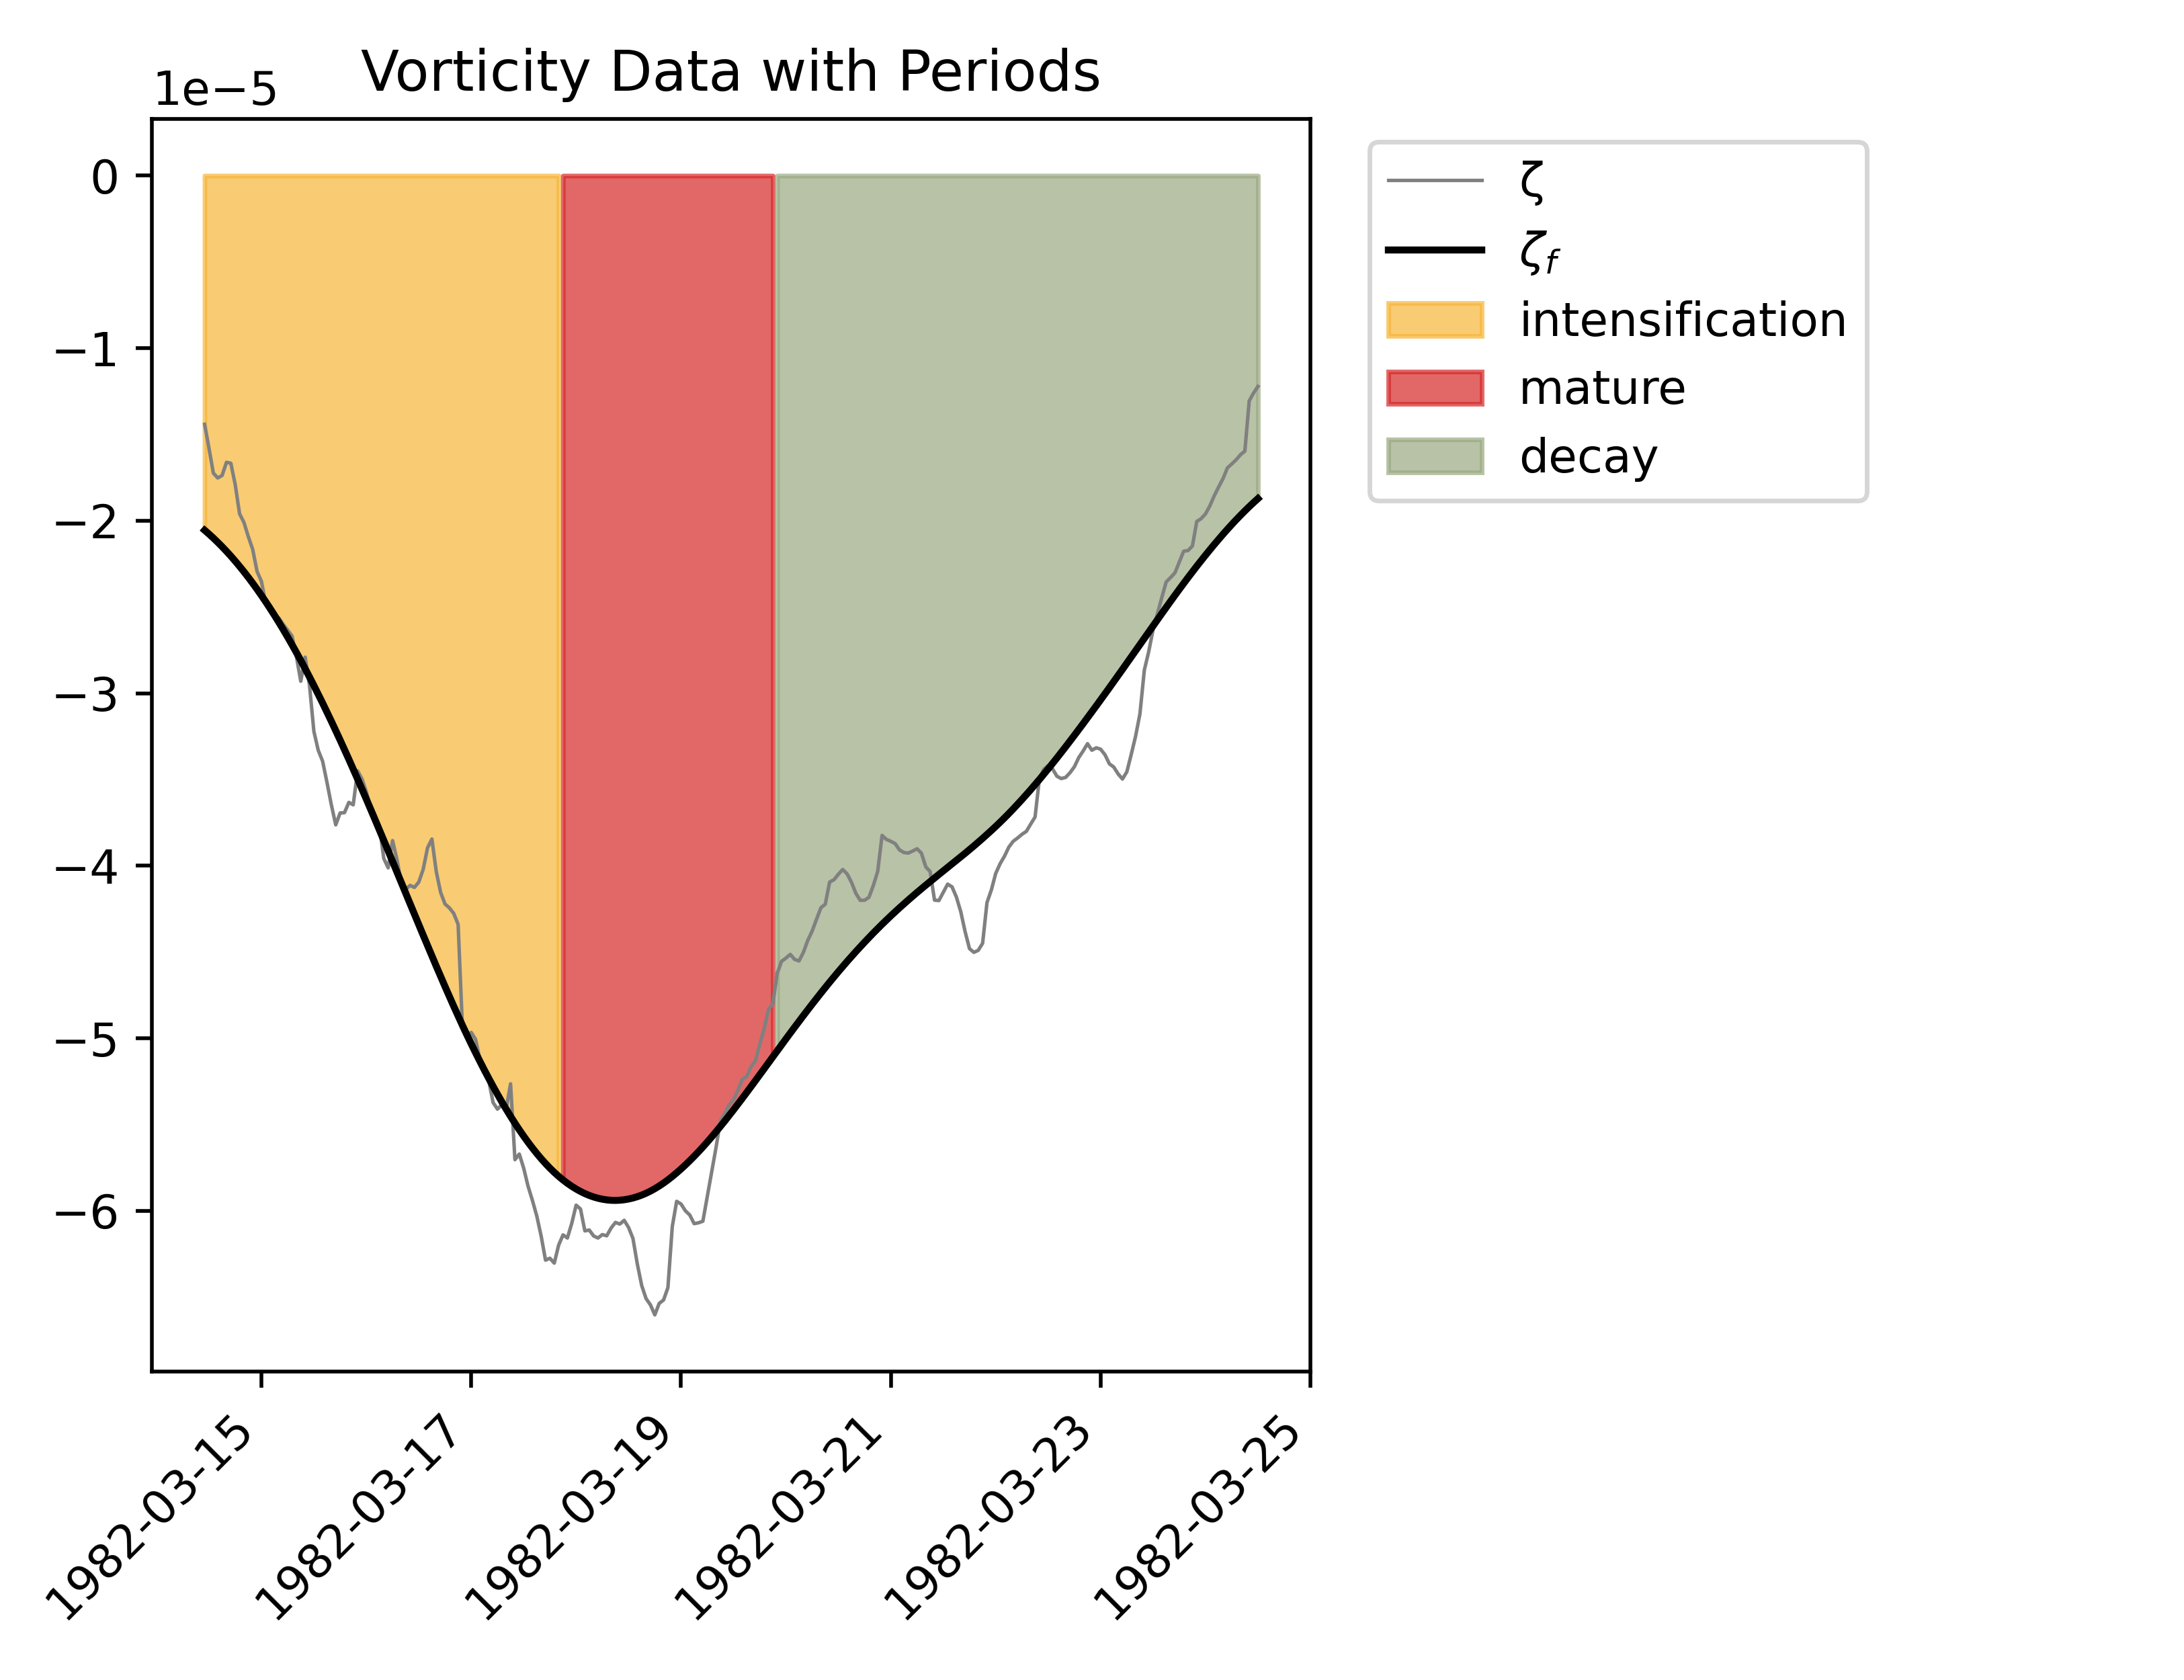 Vorticity Data with Periods
1e−5
0
−1
−2
−3
−4
−5
−6
1982-03-15
1982-03-17
1982-03-19
1982-03-21
1982-03-23
1982-03-25
ζ
ζf
intensification
mature
decay